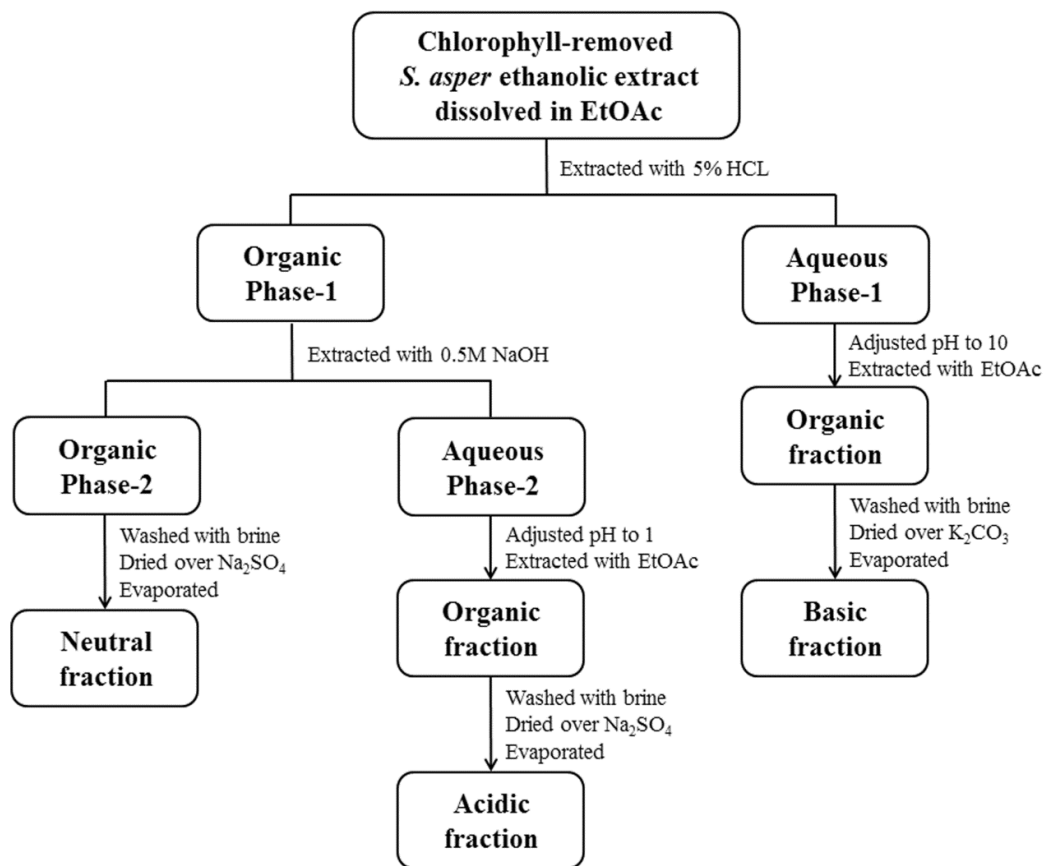 Chlorophyll-removed
S. asper ethanolic extract
dissolved in EtOAc
Extracted with 5% HCL
Organic
Phase-1
Aqueous
Phase-1
Extracted with 0.5M NaOH
Adjusted pH to 10
Extracted with EtOAc
Organic
Phase-2
Aqueous
Phase-2
Organic
fraction
Washed with brine
Dried over Na₂SO₄
Evaporated
Adjusted pH to 1
Extracted with EtOAc
Washed with brine
Dried over K₂CO₃
Evaporated
Neutral
fraction
Organic
fraction
Basic
fraction
Washed with brine
Dried over Na₂SO₄
Evaporated
Acidic
fraction